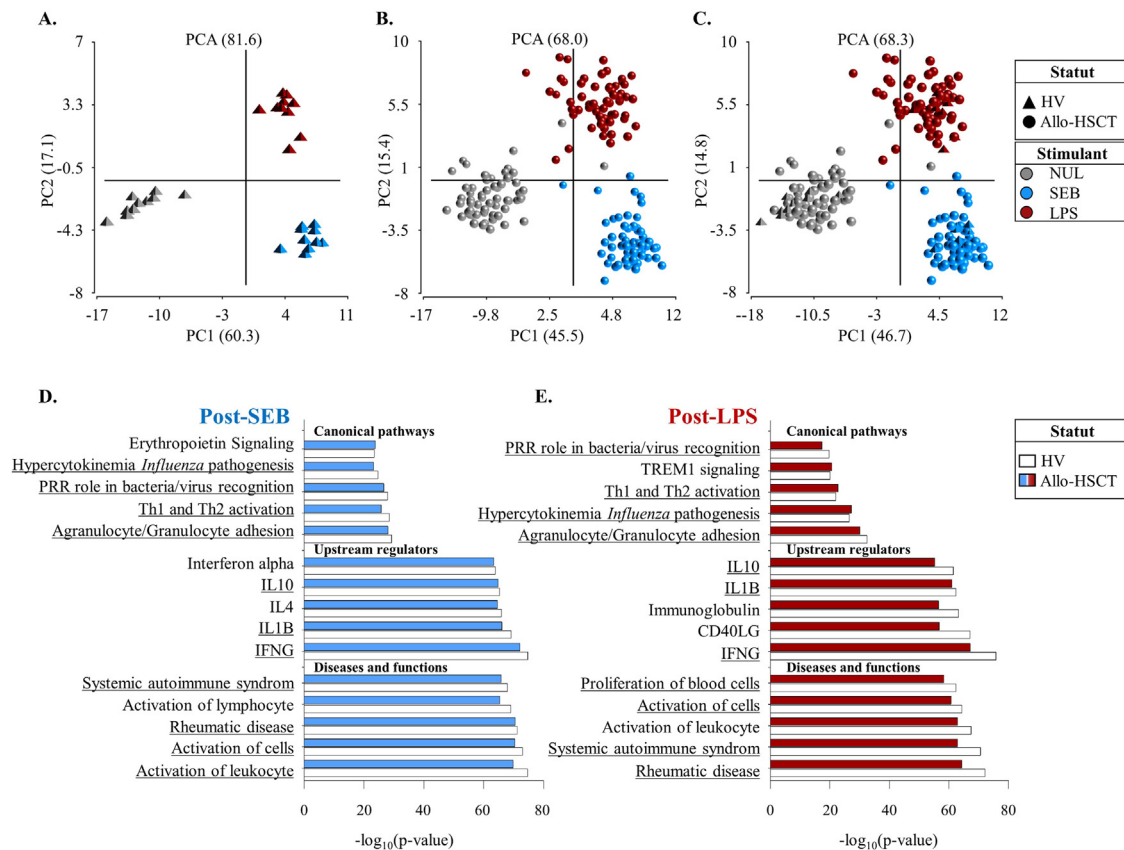 A.
B.
C.
PCA (81.6)
PCA (68.0)
PCA (68.3)
7
3.3
-0.5
-4.3
-8
PC2 (17.1)
-17
-10
-3
4
11
PC1 (60.3)
10
5.5
1
-3.5
-8
PC2 (15.4)
-17
-9.8
2.5
4.5
12
PC1 (45.5)
10
5.5
1
-3.5
-8
PC2 (14.8)
--18
-10.5
-3
4.5
12
PC1 (46.7)
Statut
HV
Allo-HSCT
Stimulant
NUL
SEB
LPS
D.
Post-SEB
Canonical pathways
Erythropoietin Signaling
Hypercytokinemia Influenza pathogenesis
PRR role in bacteria/virus recognition
Th1 and Th2 activation
Agranulocyte/Granulocyte adhesion
Upstream regulators
Interferon alpha
IL10
IL4
IL1B
IFNG
Diseases and functions
Systemic autoimmune syndrom
Activation of lymphocyte
Rheumatic disease
Activation of cells
Activation of leukocyte
0
20
40
60
80
-log10(p-value)
E.
Post-LPS
Canonical pathways
PRR role in bacteria/virus recognition
TREM1 signaling
Th1 and Th2 activation
Hypercytokinemia Influenza pathogenesis
Agranulocyte/Granulocyte adhesion
Upstream regulators
IL10
IL1B
Immunoglobulin
CD40LG
IFNG
Diseases and functions
Proliferation of blood cells
Activation of cells
Activation of leukocyte
Systemic autoimmune syndrom
Rheumatic disease
0
20
40
60
80
-log10(p-value)
Statut
HV
Allo-HSCT